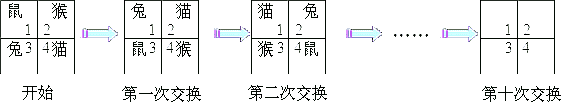 鼠 猴 兔 猫 猫 兔
1 2 1 2 1 2 …… 1 2
兔 3 4 猫 鼠 3 4 猴 猴 3 4 鼠 3 4
开始 第一次交换 第二次交换 第十次交换